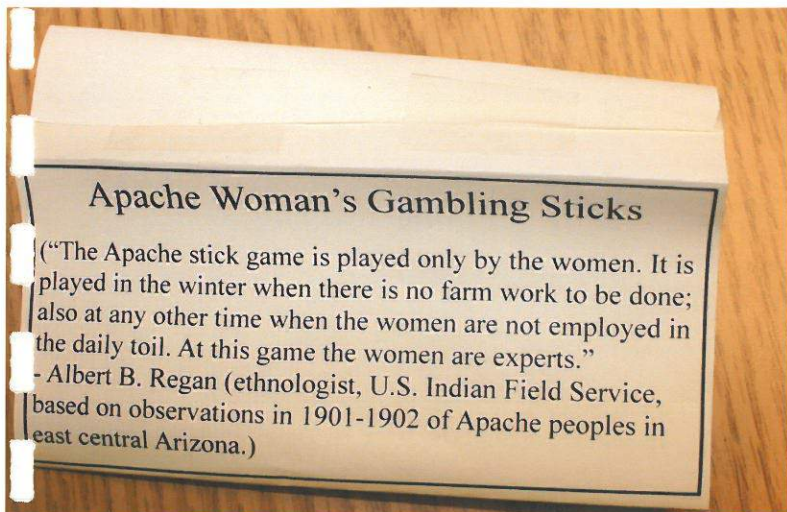 Apache Woman's Gambling Sticks
("The Apache stick game is played only by the women. It is
played in the winter when there is no farm work to be done;
also at any other time when the women are not employed in
the daily toil. At this game the women are experts."
- Albert B. Regan (ethnologist, U.S. Indian Field Service,
based on observations in 1901-1902 of Apache peoples in
east central Arizona.)